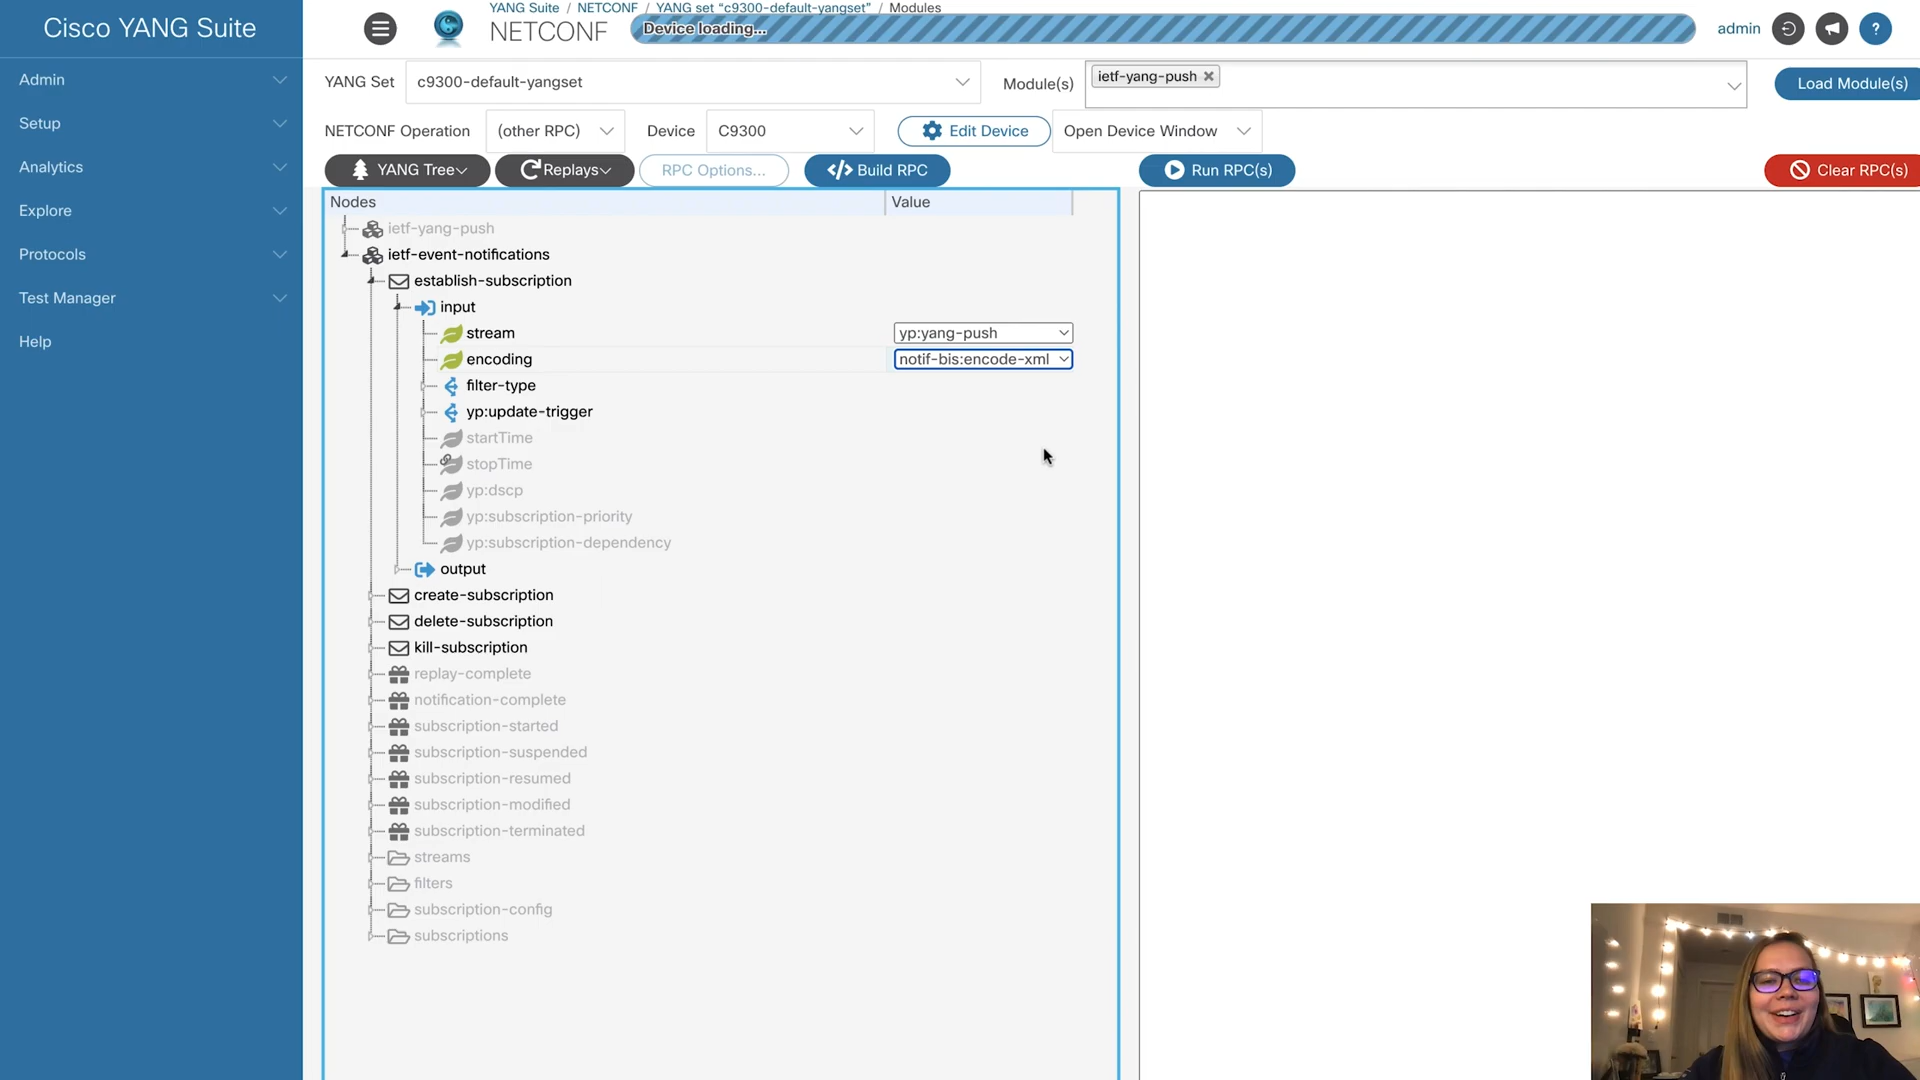 Cisco YANG Suite
Admin
Setup
Analytics
Explore
Protocols
Test Manager
Help
YANG Suite / NETCONF / YANG set “c9300-default-yangset” / Modules
NETCONF
Device loading...
admin
?
YANG Set
c9300-default-yangset
Module(s)
ietf-yang-push ×
Load Module(s)
NETCONF Operation
(other RPC)
Device
C9300
Edit Device
Open Device Window
YANG Tree
Replays
RPC Options...
</> Build RPC
Run RPC(s)
Clear RPC(s)
Nodes
Value
ietf-yang-push
ietf-event-notifications
establish-subscription
input
stream
yp:yang-push
encoding
notif-bis:encode-xml
filter-type
yp:update-trigger
startTime
stopTime
yp:dscp
yp:subscription-priority
yp:subscription-dependency
output
create-subscription
delete-subscription
kill-subscription
replay-complete
notification-complete
subscription-started
subscription-suspended
subscription-resumed
subscription-modified
subscription-terminated
streams
filters
subscription-config
subscriptions